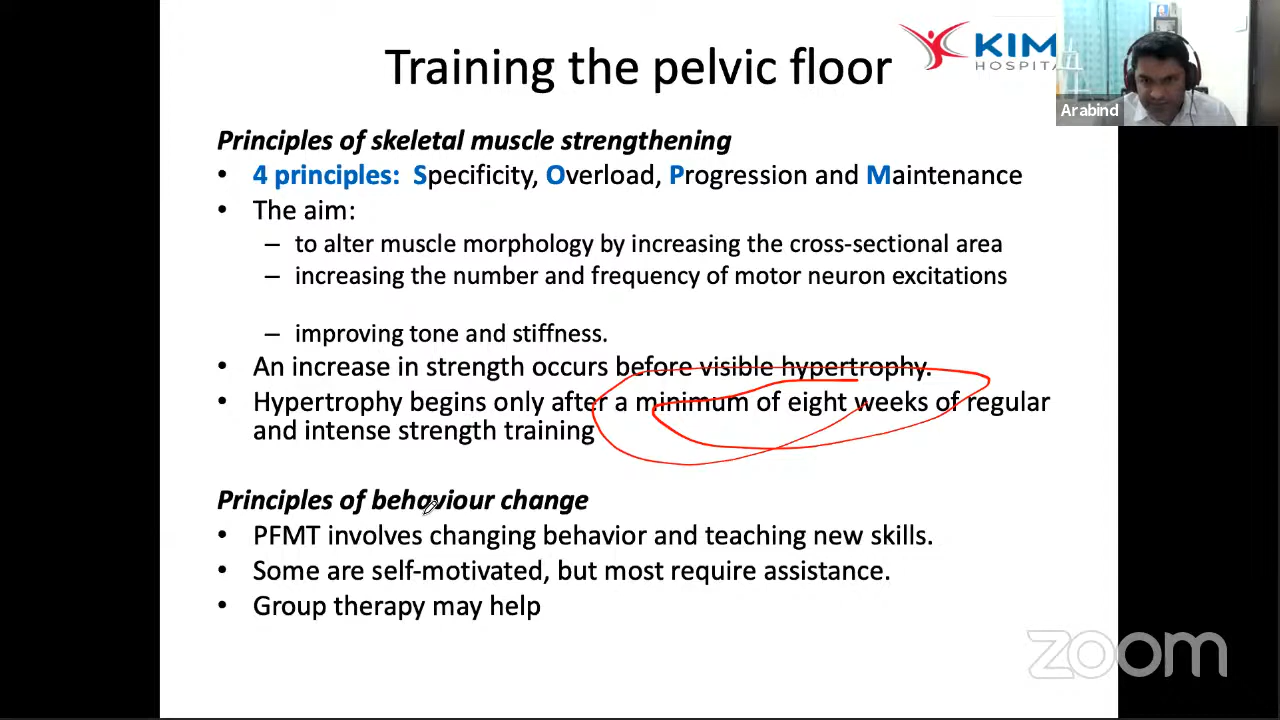 Training the pelvic floor
KIM
HOSPITA
Arabind
Principles of skeletal muscle strengthening
• 4 principles: Specificity, Overload, Progression and Maintenance
• The aim:
– to alter muscle morphology by increasing the cross-sectional area
– increasing the number and frequency of motor neuron excitations
– improving tone and stiffness.
• An increase in strength occurs before visible hypertrophy.
• Hypertrophy begins only after a minimum of eight weeks of regular
and intense strength training
Principles of behaviour change
• PFMT involves changing behavior and teaching new skills.
• Some are self-motivated, but most require assistance.
• Group therapy may help
zoom